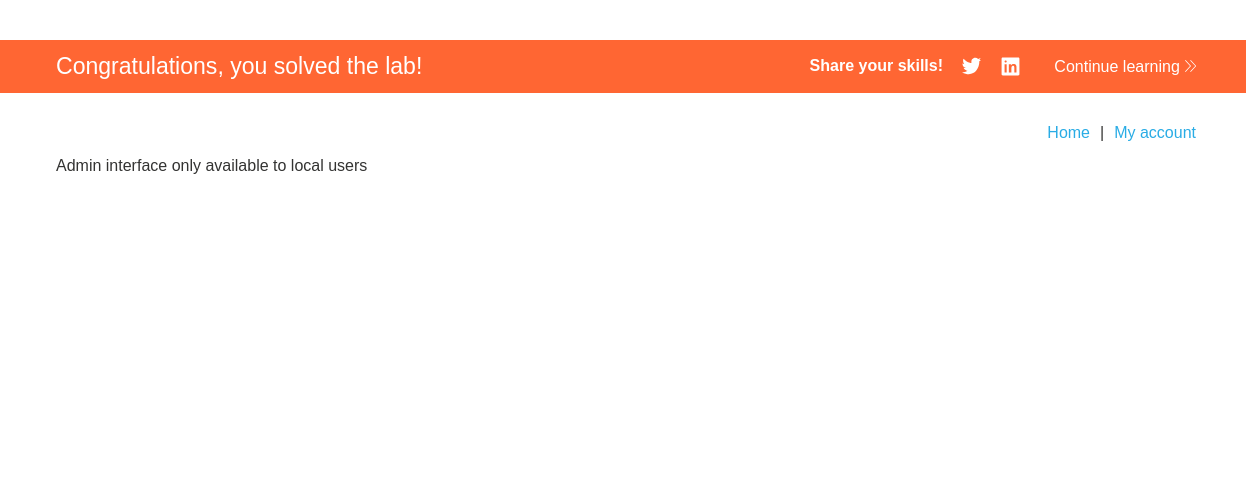 Congratulations, you solved the lab!
Share your skills!
Continue learning
Home | My account
Admin interface only available to local users